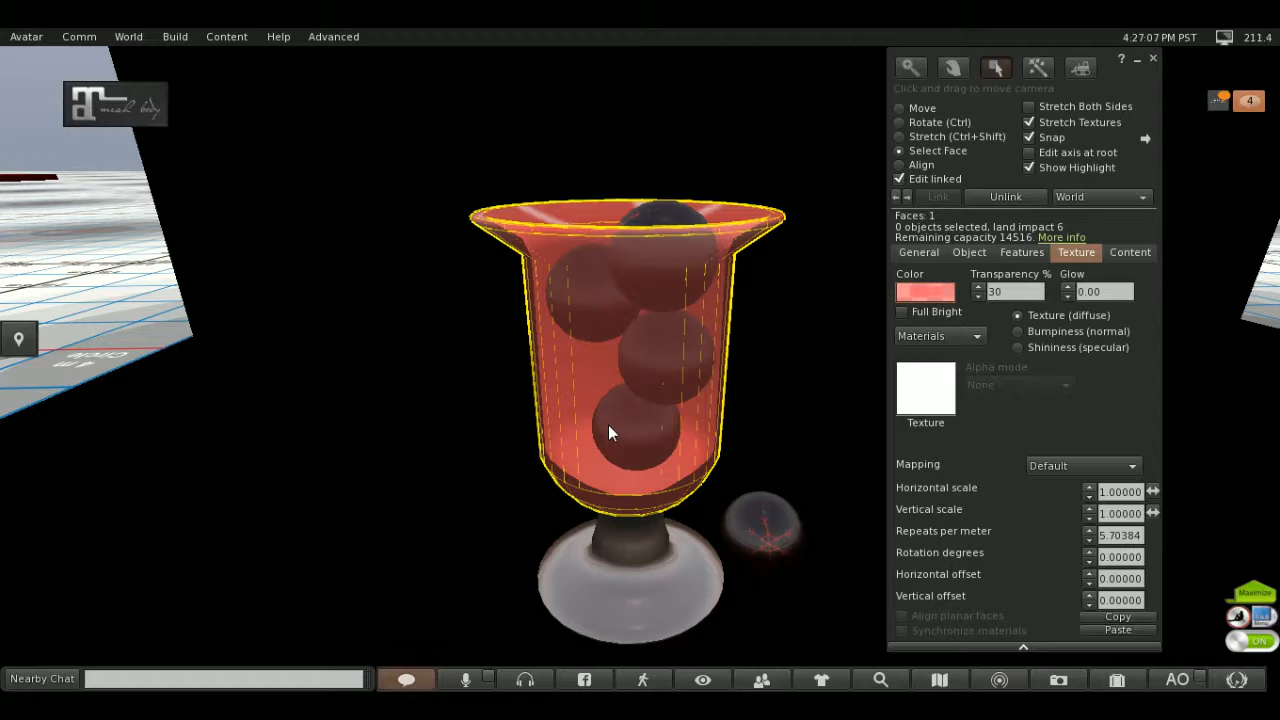 Avatar Comm World Build Content Help Advanced 4:27:07 PM PST 211.4
mesh body
4
Click and drag to move camera
Move
Rotate (Ctrl)
Stretch (Ctrl+Shift)
Select Face
Align
Edit linked
Stretch Both Sides
Stretch Textures
Snap
Edit axis at root
Show Highlight
Link Unlink World
Faces: 1
0 objects selected, land impact 6
Remaining capacity 14516. More info
General Object Features Texture Content
Color Transparency % Glow
30 0.00
Full Bright
Texture (diffuse)
Bumpiness (normal)
Shininess (specular)
Materials
Alpha mode
None
Texture
Mapping Default
Horizontal scale 1.00000
Vertical scale 1.00000
Repeats per meter 5.70384
Rotation degrees 0.00000
Horizontal offset 0.00000
Vertical offset 0.00000
Align planar faces Copy
Synchronize materials Paste
Circle
4 m
Maximize
Menu
ON
Nearby Chat AO